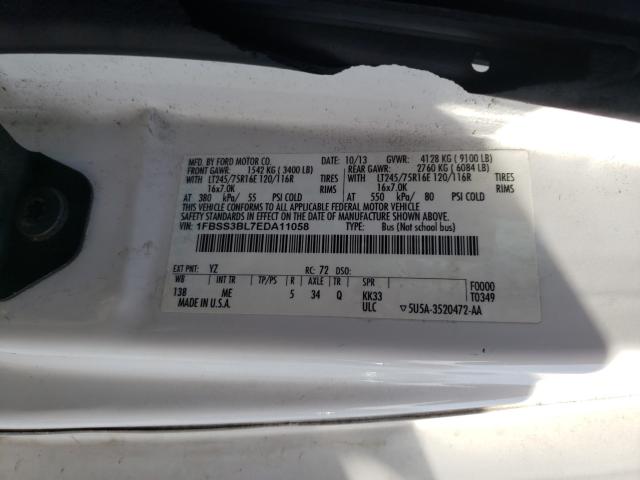 MFD. BY FORD MOTOR CO. DATE: 10/13 GVWR: 4128 KG ( 9100 LB)
FRONT GAWR: 1542 KG ( 3400 LB) REAR GAWR: 2760 KG ( 6084 LB)
WITH LT245/75R16E 120/116R TIRES WITH LT245/75R16E 120/116R TIRES
16x7.0K RIMS 16x7.0K RIMS
AT 380 kPa/ 55 PSI COLD AT 550 kPa/ 80 PSI COLD
THIS VEHICLE CONFORMS TO ALL APPLICABLE FEDERAL MOTOR VEHICLE
SAFETY STANDARDS IN EFFECT ON THE DATE OF MANUFACTURE SHOWN ABOVE.
VIN: 1FBSS3BL7EDA11058 TYPE: Bus (Not school bus)
EXT PNT: YZ RC: 72 DSO:
WB INT TR TP/PS R AXLE TR SPR F0000
138 ME 5 34 Q KK33 T0349
MADE IN U.S.A. ULC ▽ 5U5A-3520472-AA